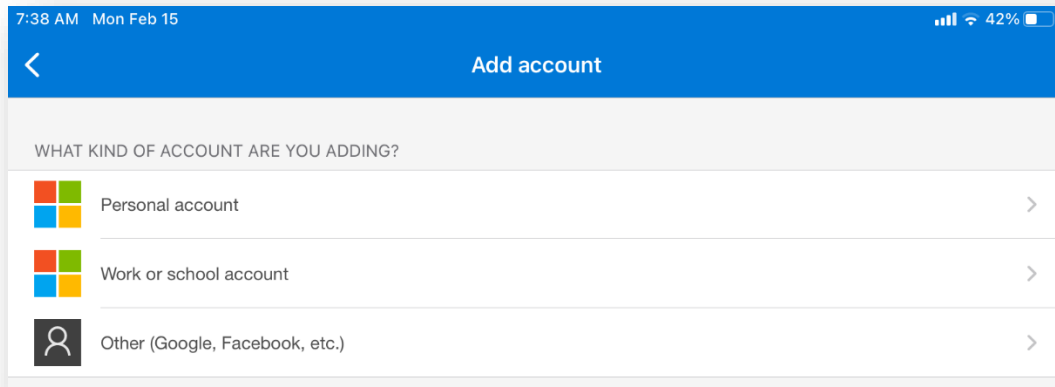 7:38 AM Mon Feb 15 42%
Add account
WHAT KIND OF ACCOUNT ARE YOU ADDING?
Personal account
Work or school account
Other (Google, Facebook, etc.)